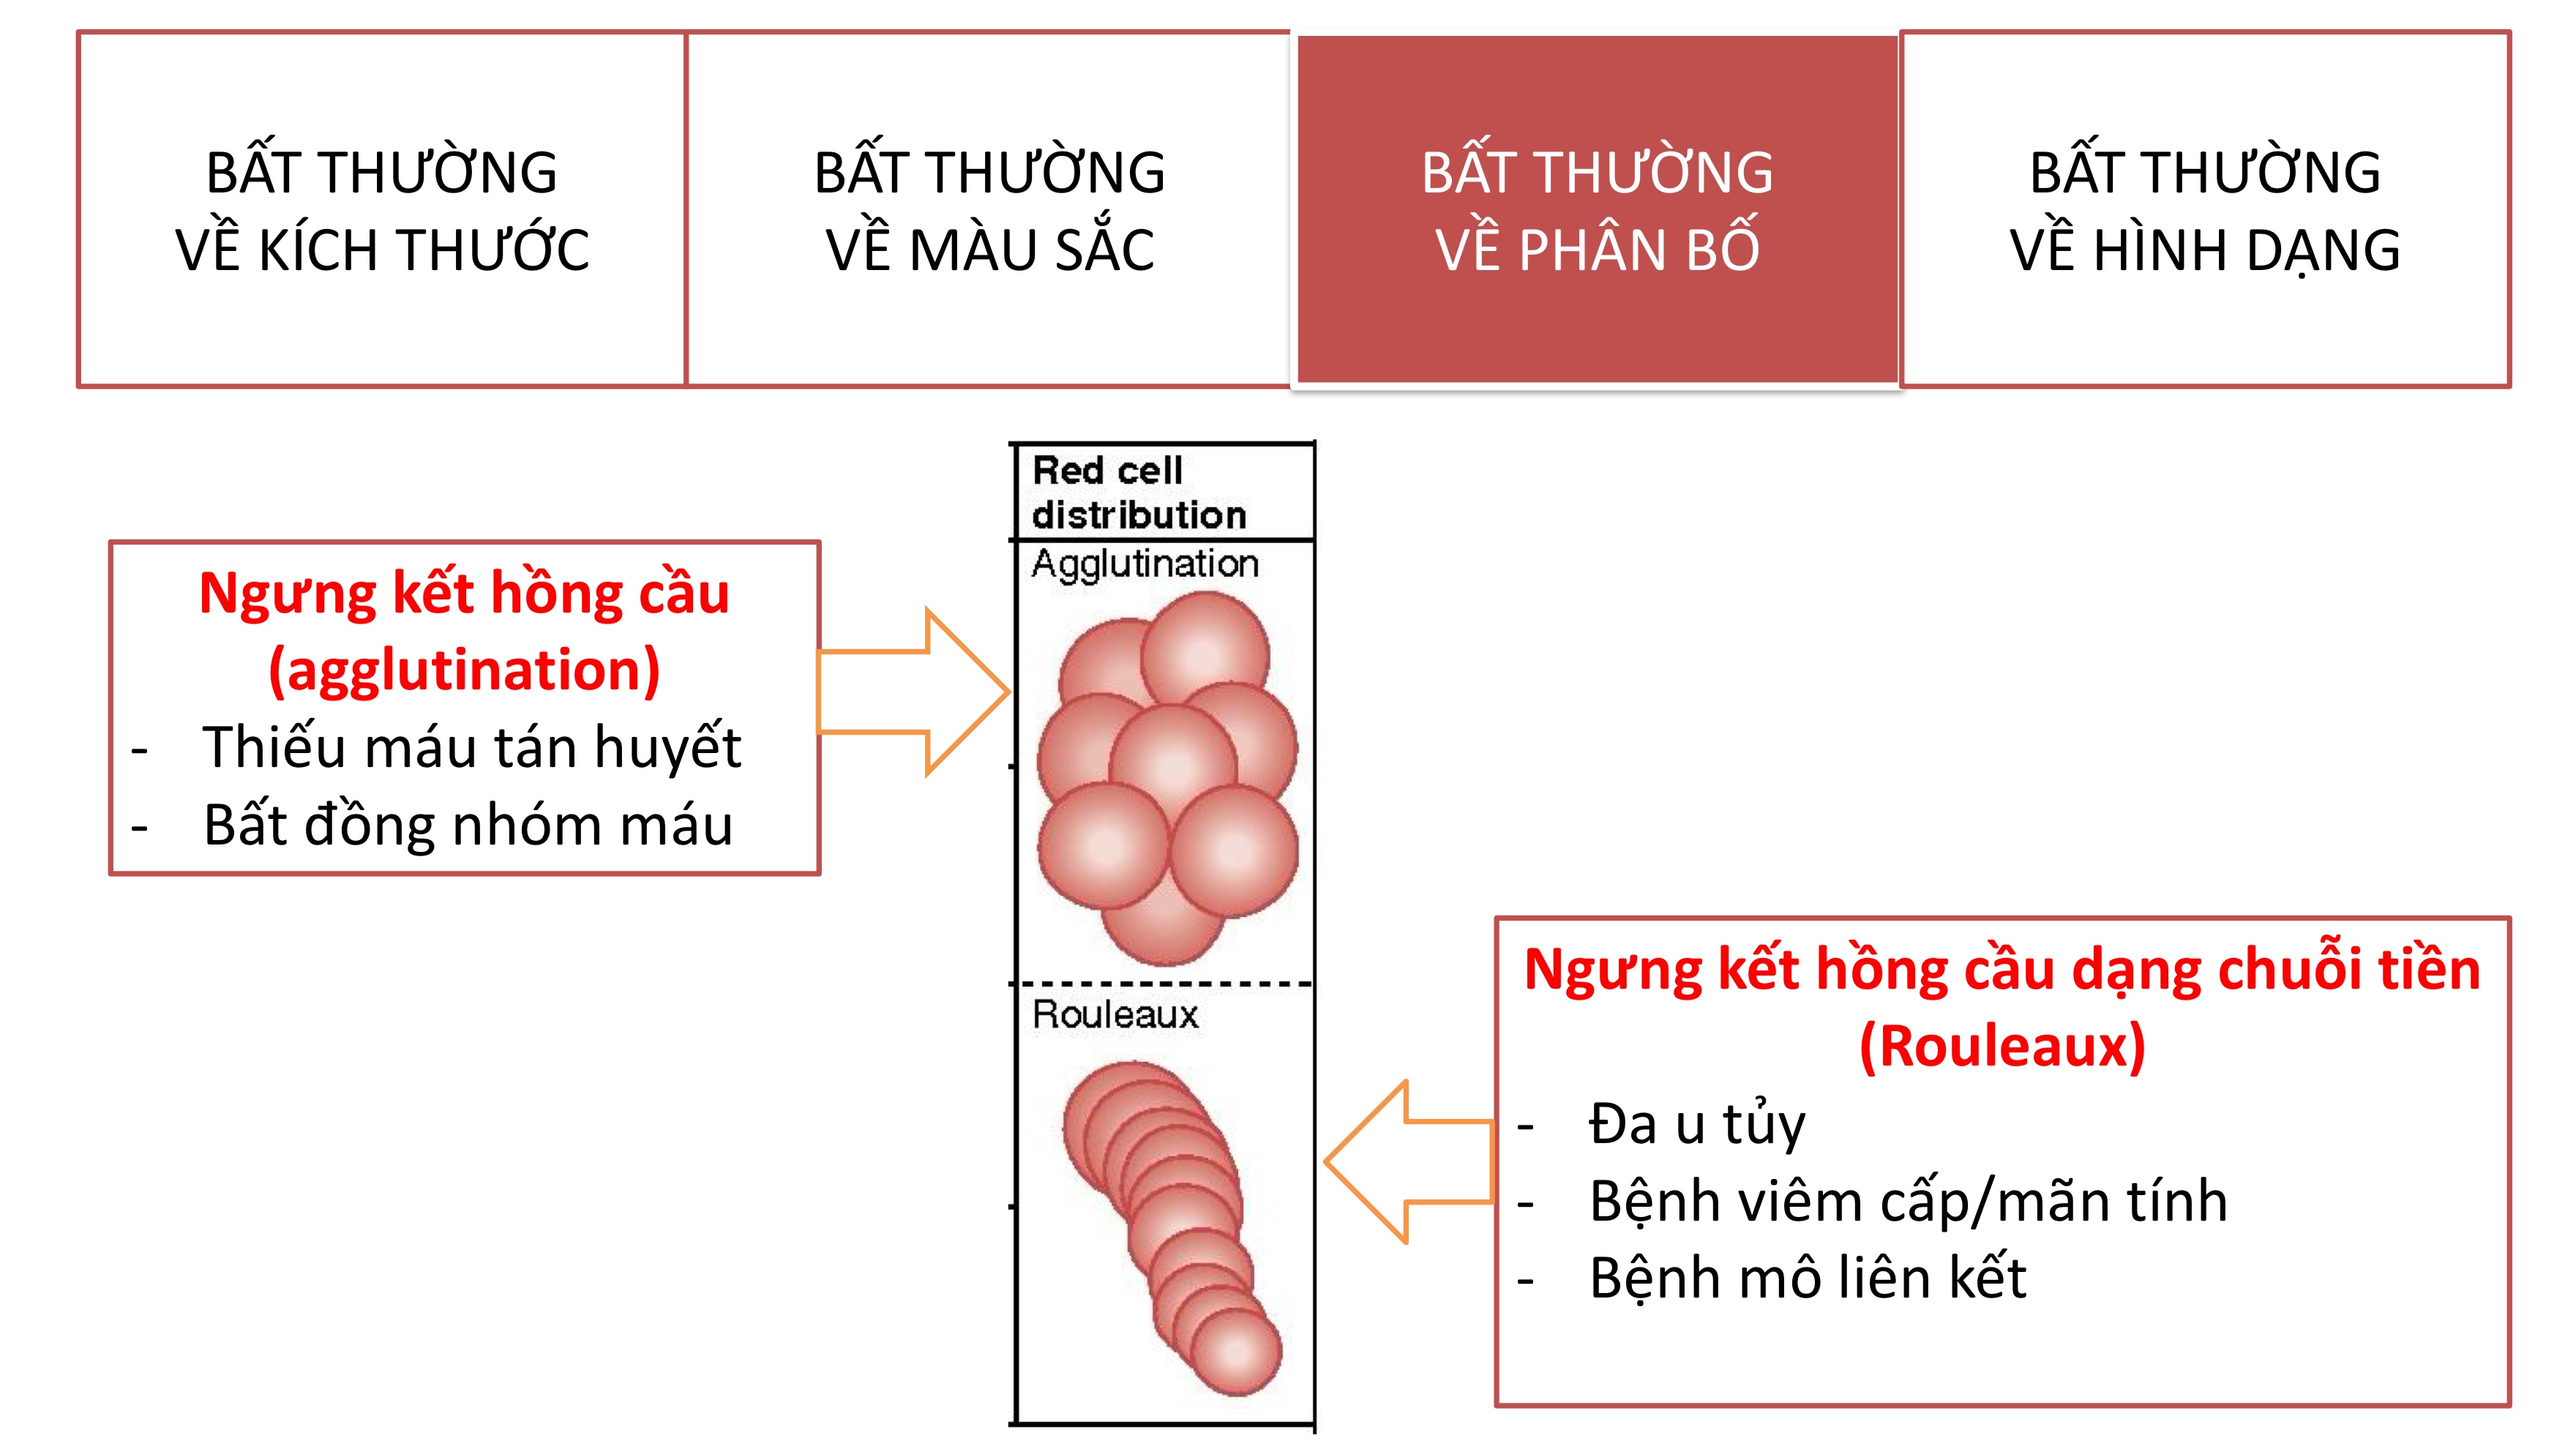 BẤT THƯỜNG
VỀ KÍCH THƯỚC
BẤT THƯỜNG
VỀ MÀU SẮC
BẤT THƯỜNG
VỀ PHÂN BỐ
BẤT THƯỜNG
VỀ HÌNH DẠNG
Red cell
distribution
Agglutination
Ngưng kết hồng cầu
(agglutination)
- Thiếu máu tán huyết
- Bất đồng nhóm máu
Rouleaux
Ngưng kết hồng cầu dạng chuỗi tiền
(Rouleaux)
- Đa u tủy
- Bệnh viêm cấp/mãn tính
- Bệnh mô liên kết